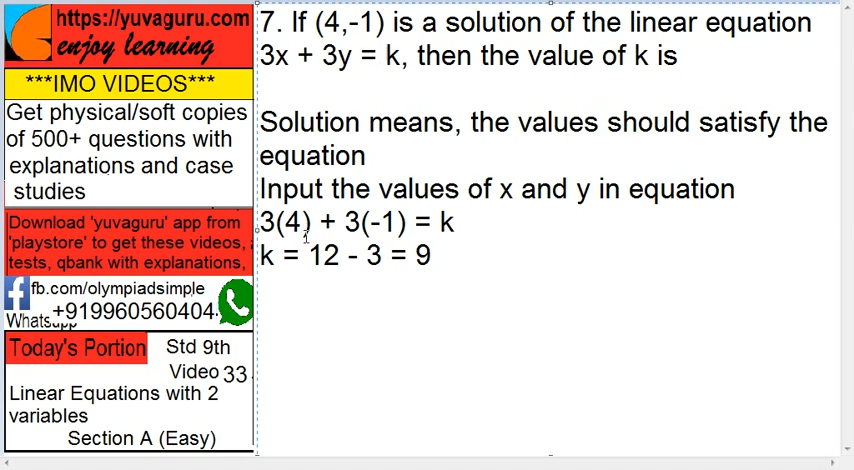 https://yuvaguru.com
enjoy learning
***IMO VIDEOS***
Get physical/soft copies
of 500+ questions with
explanations and case
studies
Download 'yuvaguru' app from
'playstore' to get these videos,
tests, qbank with explanations,
fb.com/olympiadsimple
+919960560404
Whatsupp
Today's Portion
Std 9th
Video 33
Linear Equations with 2
variables
Section A (Easy)
7. If (4,-1) is a solution of the linear equation
3x + 3y = k, then the value of k is
Solution means, the values should satisfy the
equation
Input the values of x and y in equation
3(4) + 3(-1) = k
k = 12 - 3 = 9